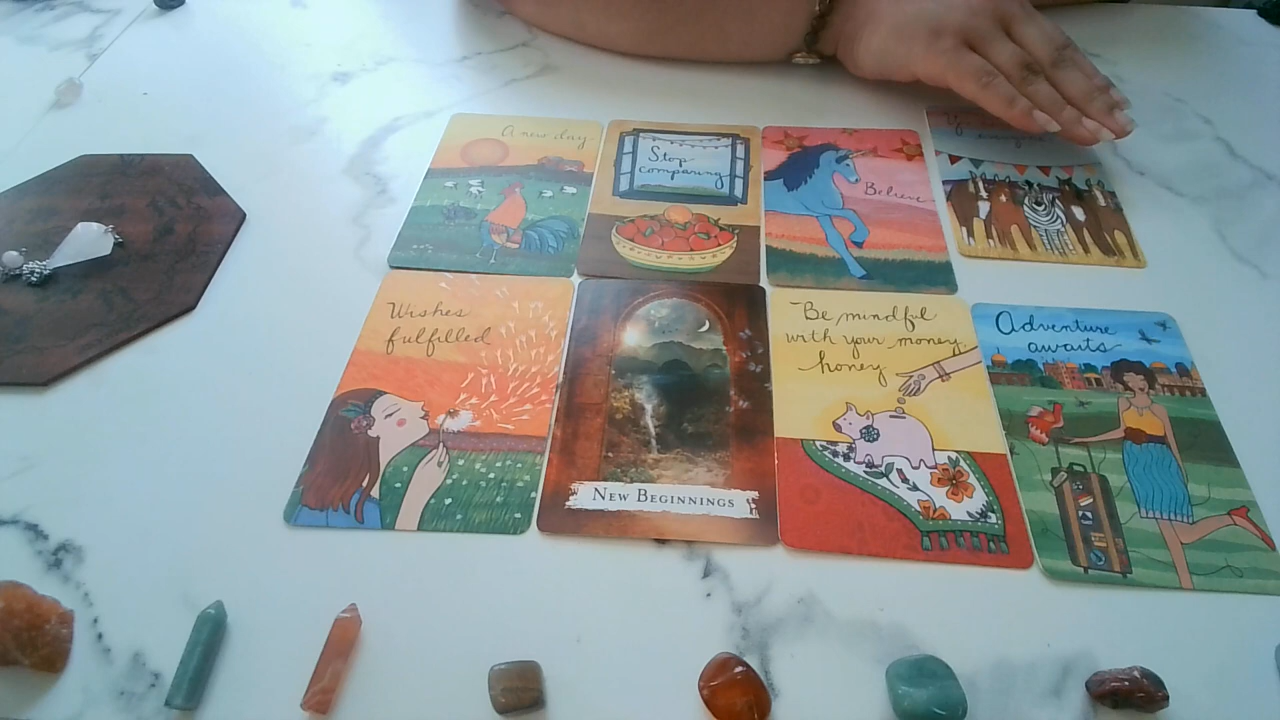 A new day
Stop
comparing
Believe
Wishes
fulfilled
New Beginnings
Be mindful
with your money,
honey
Adventure
awaits